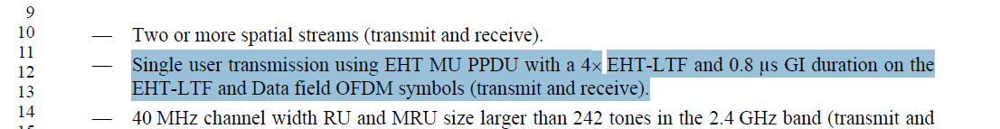 9
10 — Two or more spatial streams (transmit and receive).
11
12 — Single user transmission using EHT MU PPDU with a 4× EHT-LTF and 0.8 µs GI duration on the
13 EHT-LTF and Data field OFDM symbols (transmit and receive).
14 — 40 MHz channel width RU and MRU size larger than 242 tones in the 2.4 GHz band (transmit and